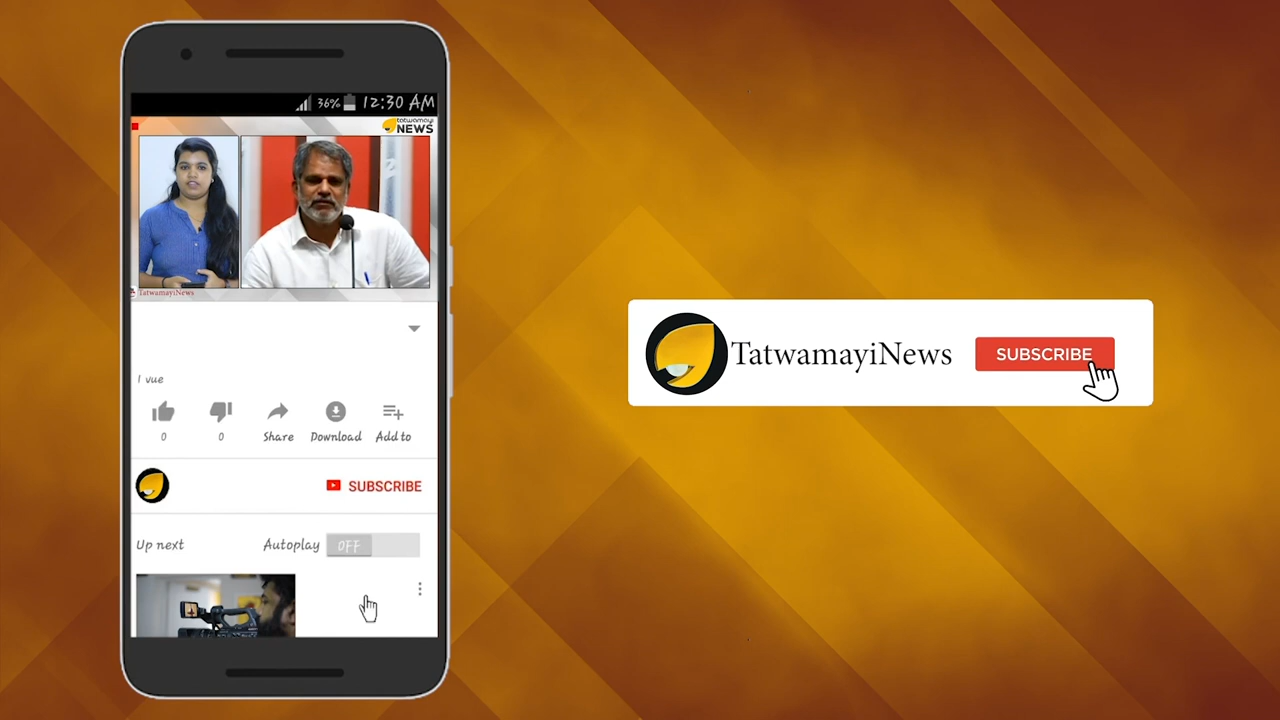 36% 12:30 AM
tatwamayi
NEWS
TatwamayiNews
1 vue
0 0 Share Download Add to
SUBSCRIBE
Up next Autoplay OFF
TatwamayiNews SUBSCRIBE